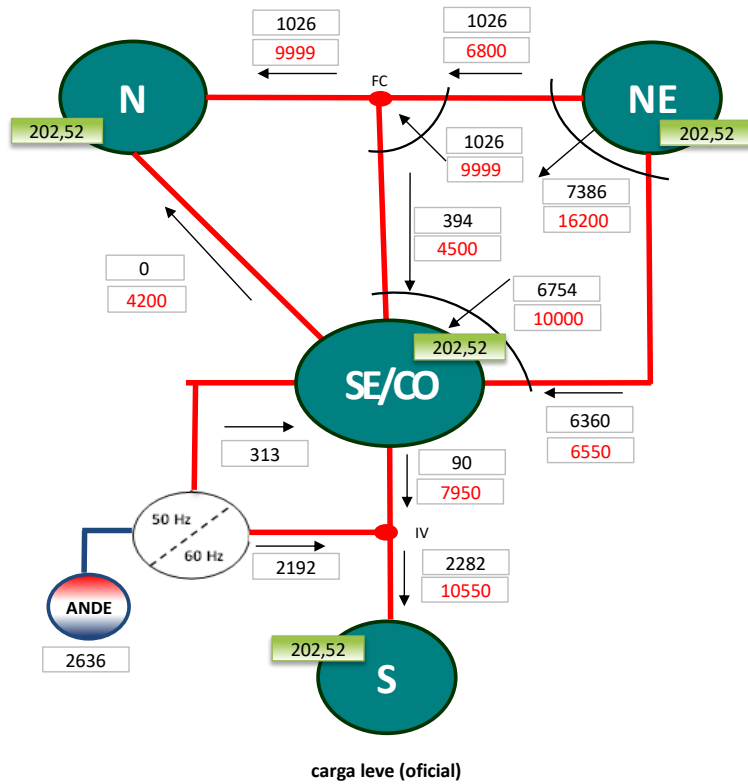 1026
9999
1026
6800
FC
N
NE
202,52
202,52
1026
9999
7386
16200
394
4500
0
4200
6754
10000
202,52
SE/CO
6360
6550
313
90
7950
50 Hz
60 Hz
IV
2192
2282
10550
ANDE
202,52
2636
S
carga leve (oficial)